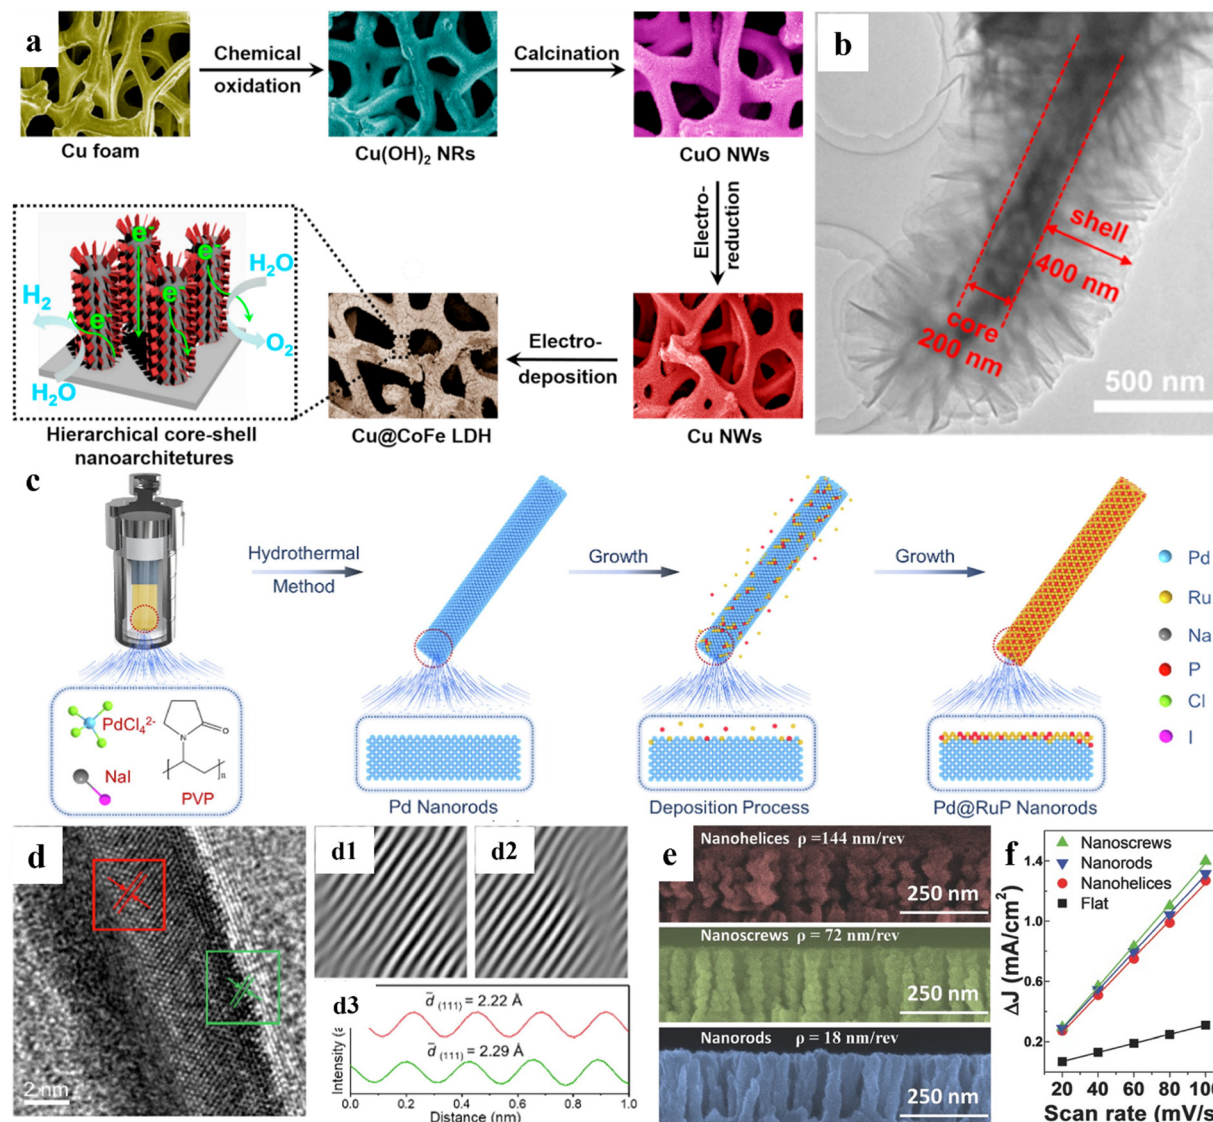 a
Cu foam
Chemical
oxidation
Cu(OH)₂ NRs
Calcination
CuO NWs
Electro-
reduction
Cu NWs
Electro-
deposition
Cu@CoFe LDH
e⁻
e⁻
e⁻
e⁻
H₂O
H₂
O₂
H₂O
Hierarchical core-shell
nanoarchitetures
b
shell
400 nm
core
200 nm
500 nm
c
Hydrothermal
Method
Growth
Growth
PdCl₄²⁻
NaI
N
O
n
PVP
Pd Nanorods
Deposition Process
Pd@RuP Nanorods
Pd
Ru
Na
P
Cl
I
d
2 nm
d1
d2
d3
d̄ (111) = 2.22 Å
d̄ (111) = 2.29 Å
Intensity (a
0.0 0.2 0.4 0.6 0.8 1.0
Distance (nm)
e
Nanohelices ρ =144 nm/rev
250 nm
Nanoscrews ρ = 72 nm/rev
250 nm
Nanorods ρ = 18 nm/rev
250 nm
f
Nanoscrews
Nanorods
Nanohelices
Flat
ΔJ (mA/cm²)
1.4
1.0
0.6
0.2
20 40 60 80 100
Scan rate (mV/s